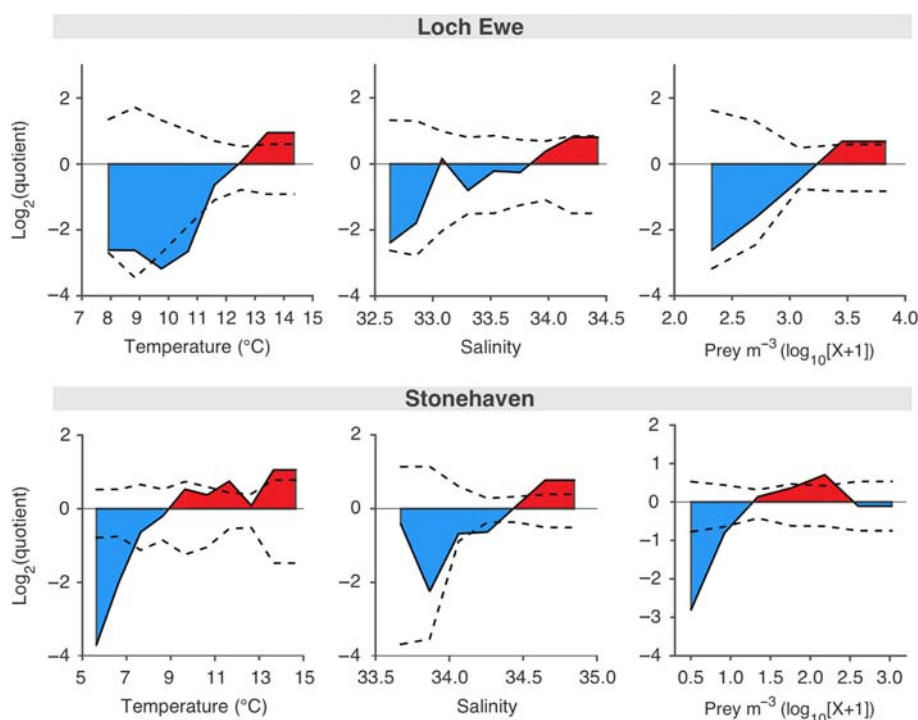 Loch Ewe
Log2(quotient)
2
0
−2
−4
7 8 9 10 11 12 13 14 15
Temperature (°C)
2
0
−2
−4
32.5 33.0 33.5 34.0 34.5
Salinity
2
0
−2
−4
2.0 2.5 3.0 3.5 4.0
Prey m−3 (log10[X+1])
Stonehaven
Log2(quotient)
2
0
−2
−4
5 7 9 11 13 15
Temperature (°C)
2
0
−2
−4
33.5 34.0 34.5 35.0
Salinity
2
1
0
−1
−2
−3
−4
0.5 1.0 1.5 2.0 2.5 3.0
Prey m−3 (log10[X+1])